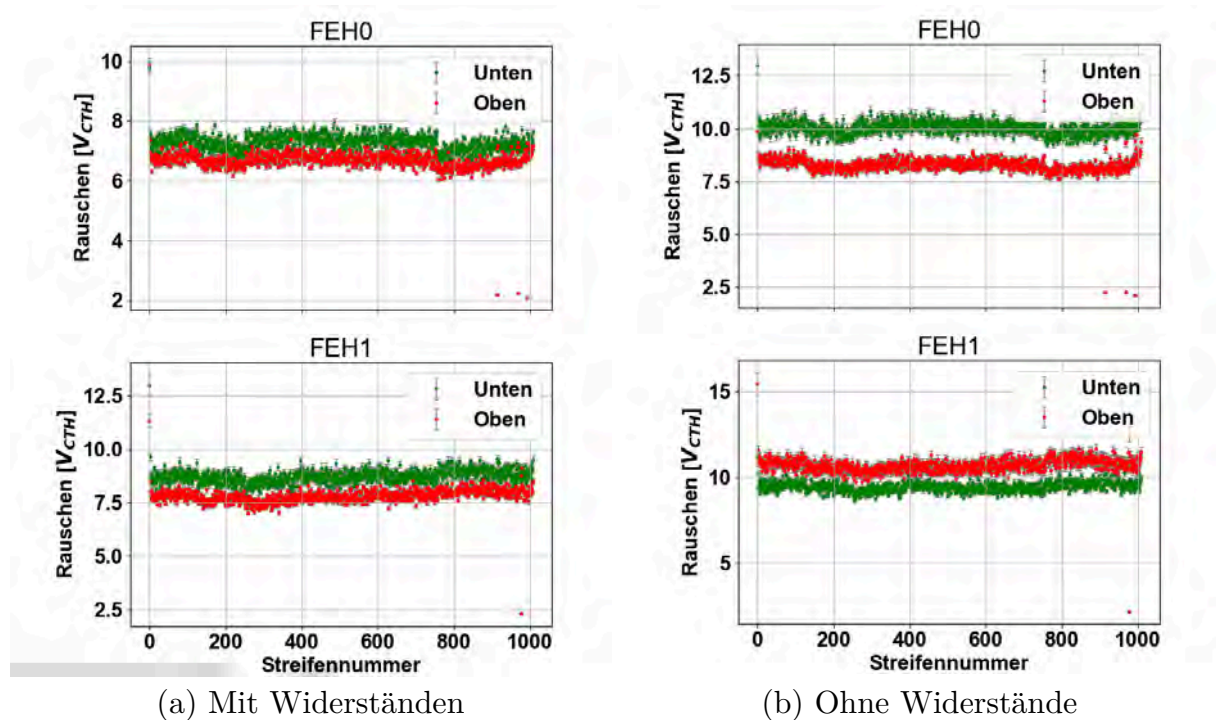 FEH0
10
8
6
4
2
Rauschen [V_CTH]
Unten
Oben
FEH1
12.5
10.0
7.5
5.0
2.5
Rauschen [V_CTH]
Unten
Oben
0 200 400 600 800 1000
Streifennummer
(a) Mit Widerständen
FEH0
12.5
10.0
7.5
5.0
2.5
Rauschen [V_CTH]
Unten
Oben
FEH1
15
10
5
Rauschen [V_CTH]
Unten
Oben
0 200 400 600 800 1000
Streifennummer
(b) Ohne Widerstände